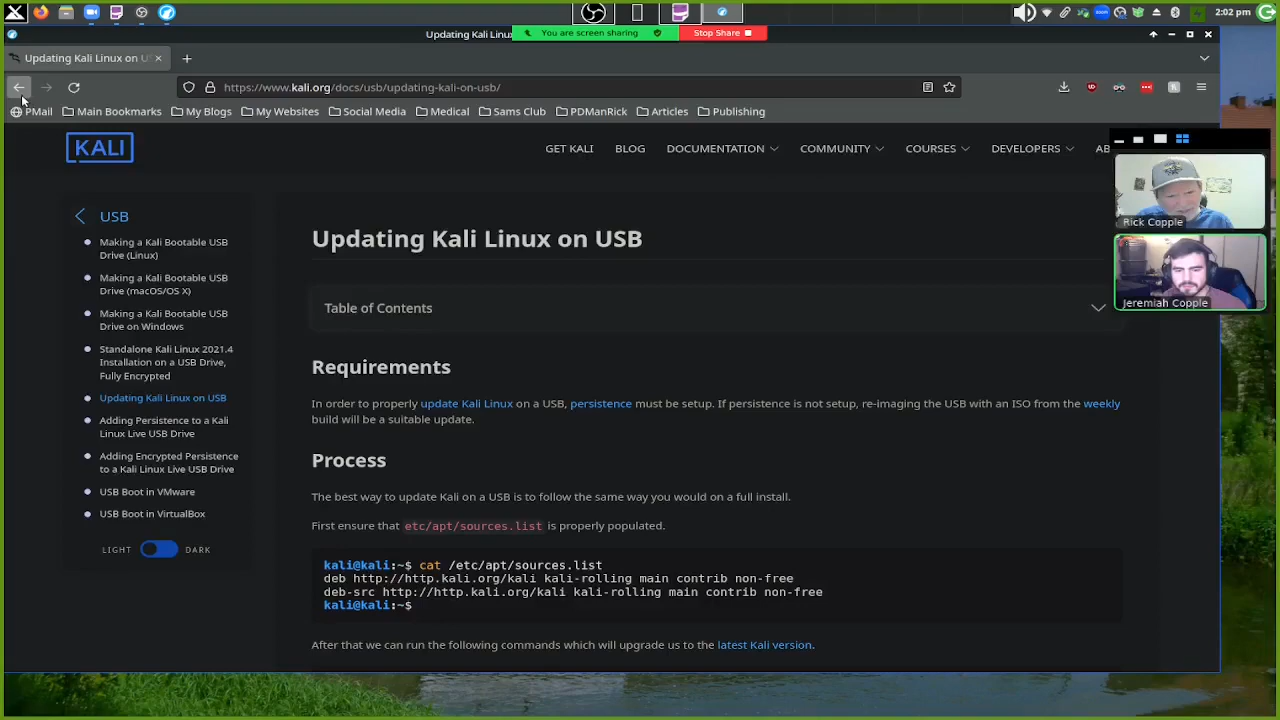 2:02 pm
Updating Kali Linu
You are screen sharing
Stop Share
Updating Kali Linux on U
https://www.kali.org/docs/usb/updating-kali-on-usb/
PMail
Main Bookmarks
My Blogs
My Websites
Social Media
Medical
Sams Club
PDManRick
Articles
Publishing
KALI
GET KALI
BLOG
DOCUMENTATION
COMMUNITY
COURSES
DEVELOPERS
AB
Rick Copple
Jeremiah Copple
USB
Making a Kali Bootable USB
Drive (Linux)
Making a Kali Bootable USB
Drive (macOS/OS X)
Making a Kali Bootable USB
Drive on Windows
Standalone Kali Linux 2021.4
Installation on a USB Drive,
Fully Encrypted
Updating Kali Linux on USB
Adding Persistence to a Kali
Linux Live USB Drive
Adding Encrypted Persistence
to a Kali Linux Live USB Drive
USB Boot in VMware
USB Boot in VirtualBox
LIGHT
DARK
Updating Kali Linux on USB
Table of Contents
Requirements
In order to properly update Kali Linux on a USB, persistence must be setup. If persistence is not setup, re-imaging the USB with an ISO from the weekly
build will be a suitable update.
Process
The best way to update Kali on a USB is to follow the same way you would on a full install.
First ensure that etc/apt/sources.list is properly populated.
kali@kali:~$ cat /etc/apt/sources.list
deb http://http.kali.org/kali kali-rolling main contrib non-free
deb-src http://http.kali.org/kali kali-rolling main contrib non-free
kali@kali:~$
After that we can run the following commands which will upgrade us to the latest Kali version.